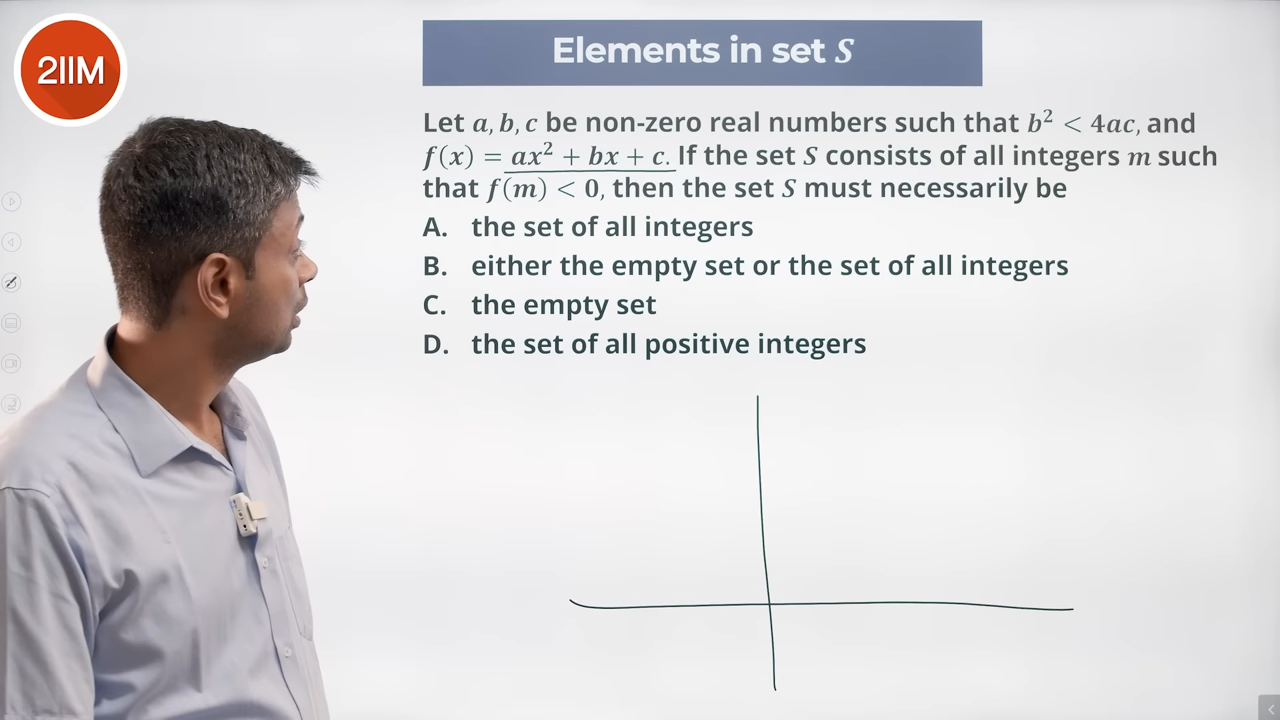 2IIM
Elements in set S
Let a, b, c be non-zero real numbers such that b² < 4ac, and
f(x) = ax² + bx + c. If the set S consists of all integers m such
that f(m) < 0, then the set S must necessarily be
A. the set of all integers
B. either the empty set or the set of all integers
C. the empty set
D. the set of all positive integers